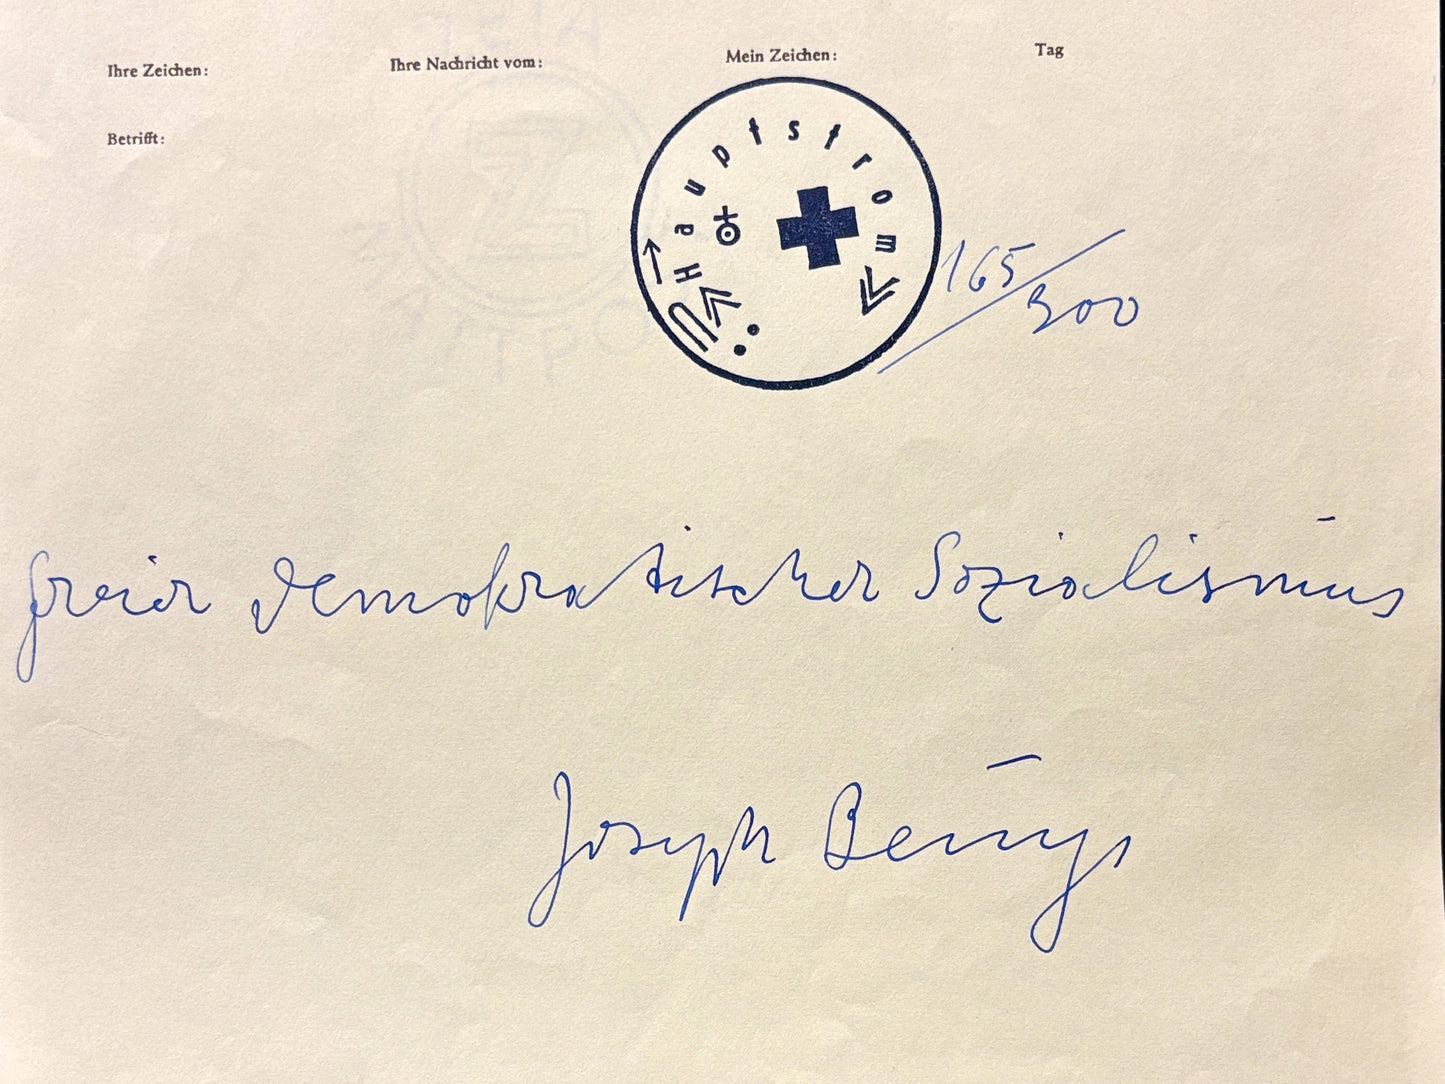 Ihre Zeichen: Ihre Nachricht vom: Mein Zeichen: Tag
Betrifft:
Hauptstrom
165/300
freier demokratischer Sozialismus
Joseph Beuys